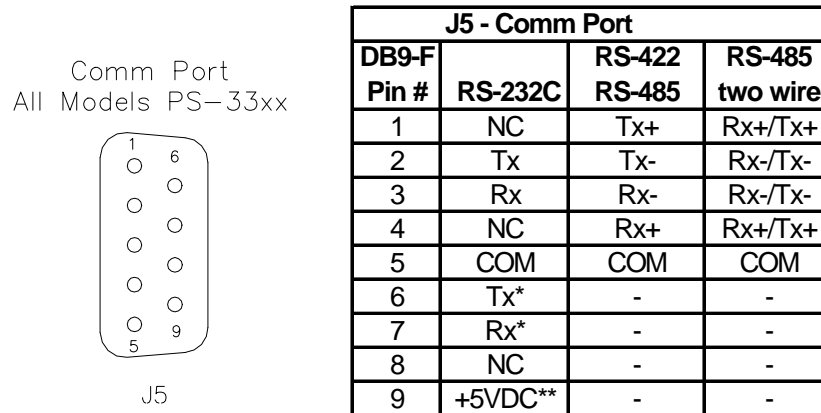 Comm Port
All Models PS-33xx
1
6
5
9
J5
J5 - Comm Port
DB9-F RS-422 RS-485
Pin # RS-232C RS-485 two wire
1 NC Tx+ Rx+/Tx+
2 Tx Tx- Rx-/Tx-
3 Rx Rx- Rx-/Tx-
4 NC Rx+ Rx+/Tx+
5 COM COM COM
6 Tx* - -
7 Rx* - -
8 NC - -
9 +5VDC** - -